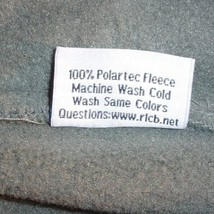 100% Polartec Fleece
Machine Wash Cold
Wash Same Colors
Questions:www.rlcb.net